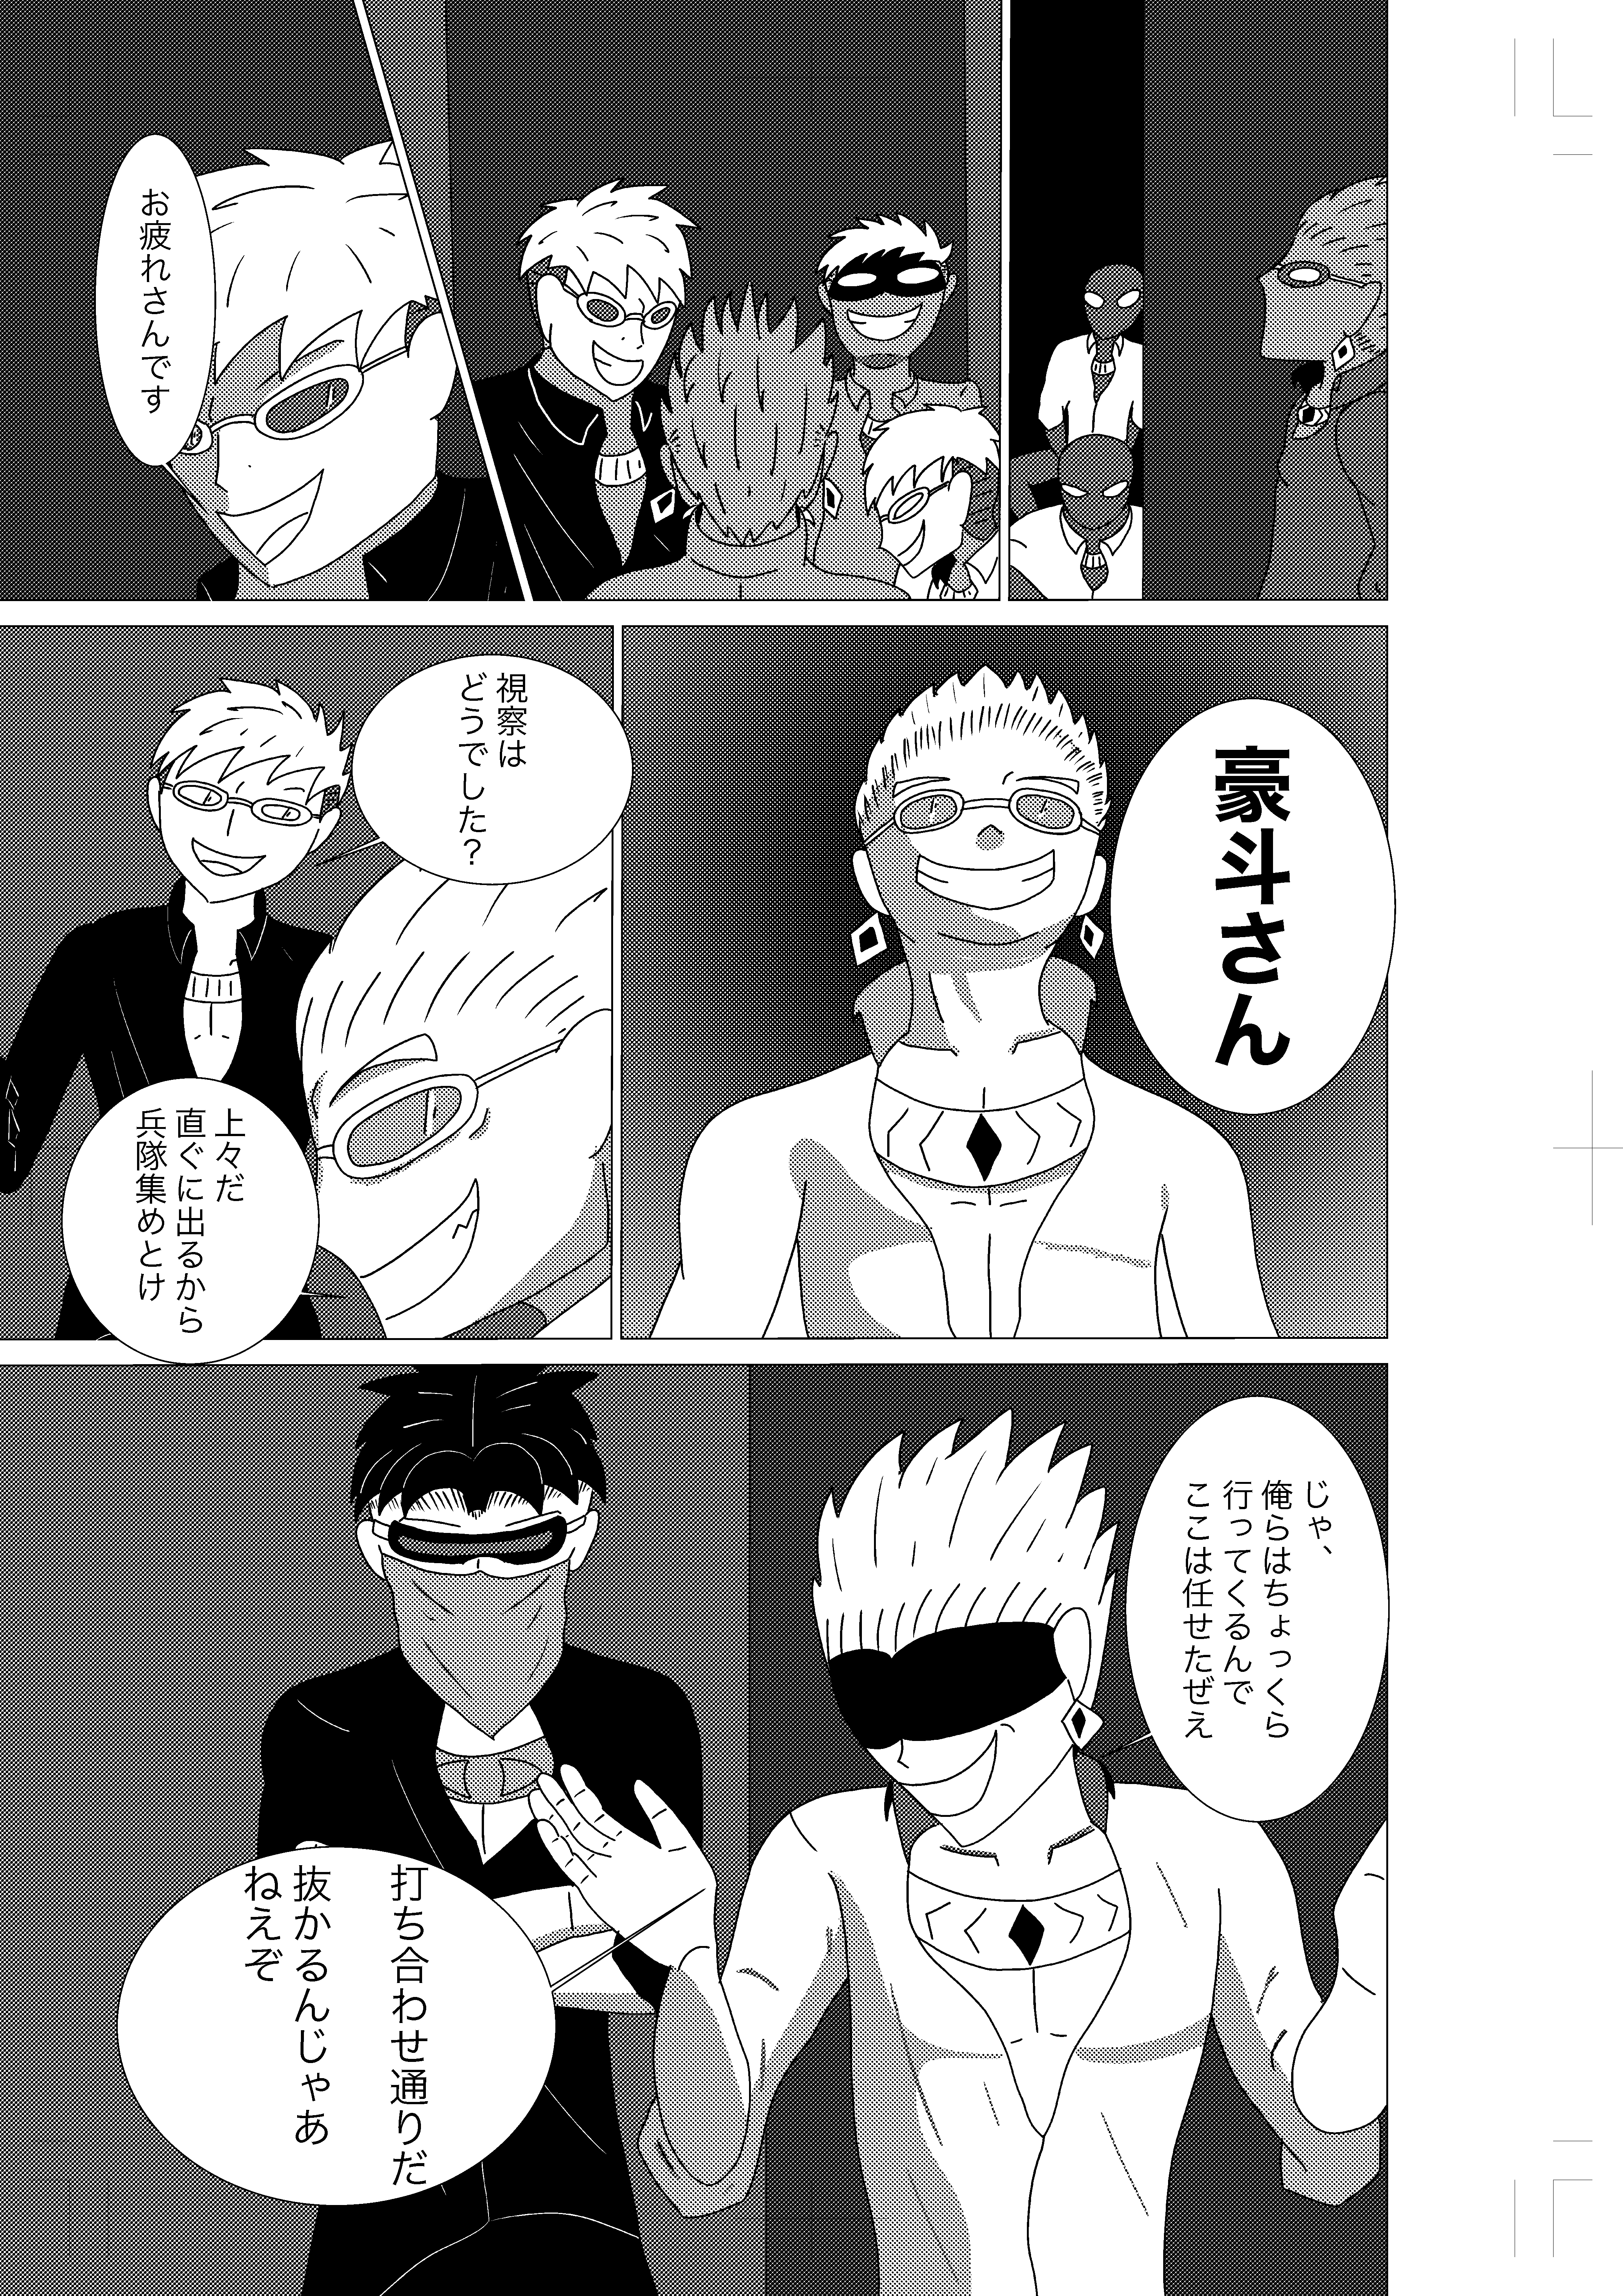 お疲れさんです
豪斗さん
視察は
どうでした？
上々だ
直ぐに出るから
兵隊集めとけ
じゃ、
俺らはちょっくら
行ってくるんで
ここは任せたぜえ
打ち合わせ通りだ
抜かるんじゃあ
ねえぞ